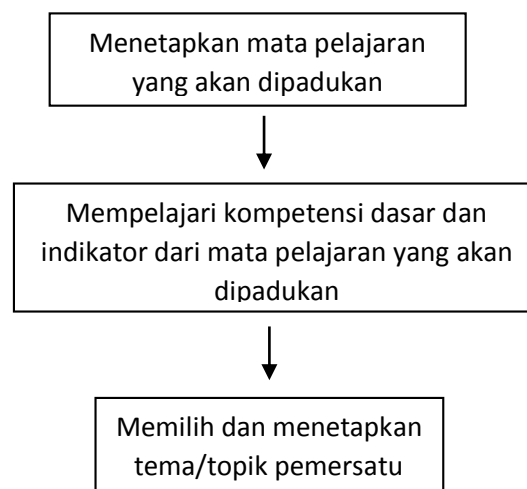 Menetapkan mata pelajaran
yang akan dipadukan
Mempelajari kompetensi dasar dan
indikator dari mata pelajaran yang akan
dipadukan
Memilih dan menetapkan
tema/topik pemersatu